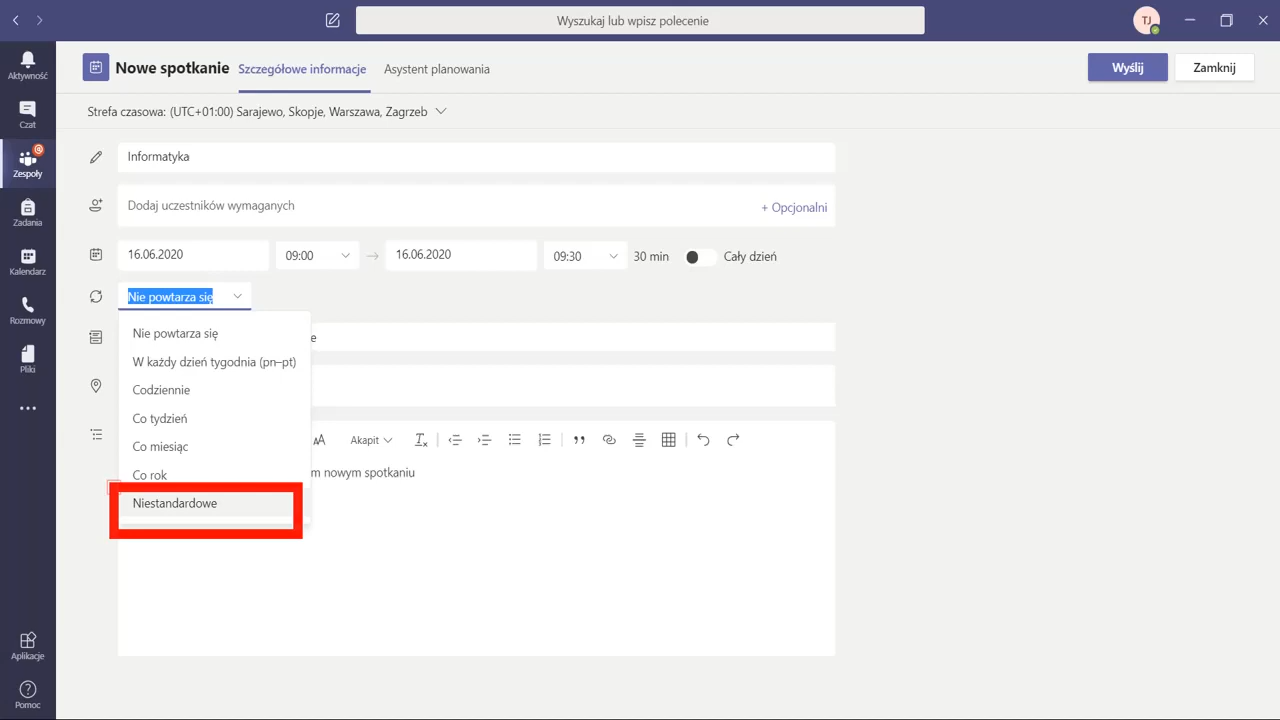 Wyszukaj lub wpisz polecenie
TJ
Aktywność
Czat
Zespoły
Zadania
Kalendarz
Rozmowy
Pliki
Aplikacje
Pomoc
Nowe spotkanie Szczegółowe informacje Asystent planowania Wyślij Zamknij
Strefa czasowa: (UTC+01:00) Sarajewo, Skopje, Warszawa, Zagrzeb
Informatyka
Dodaj uczestników wymaganych + Opcjonalni
16.06.2020 09:00 → 16.06.2020 09:30 30 min Cały dzień
Nie powtarza się
Nie powtarza się
e
W każdy dzień tygodnia (pn–pt)
Codziennie
Co tydzień
Co miesiąc
AA Akapit
Co rok
m nowym spotkaniu
Niestandardowe